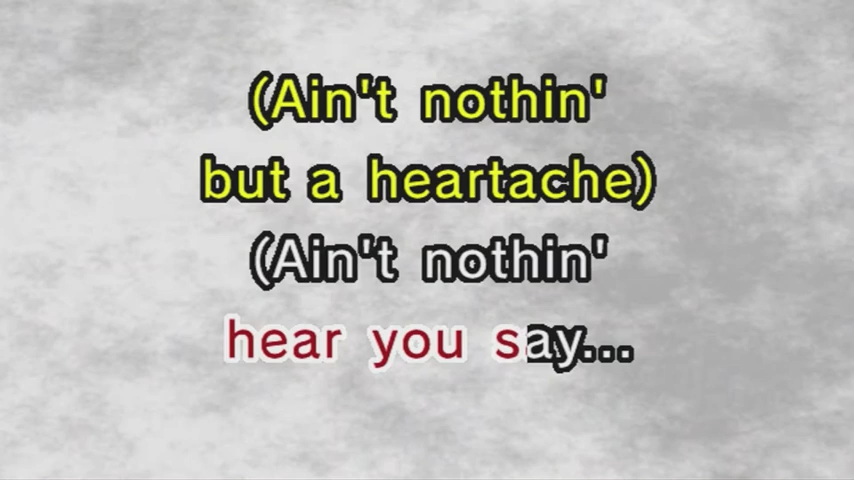 (Ain't nothin'
but a heartache)
(Ain't nothin'
hear you say...